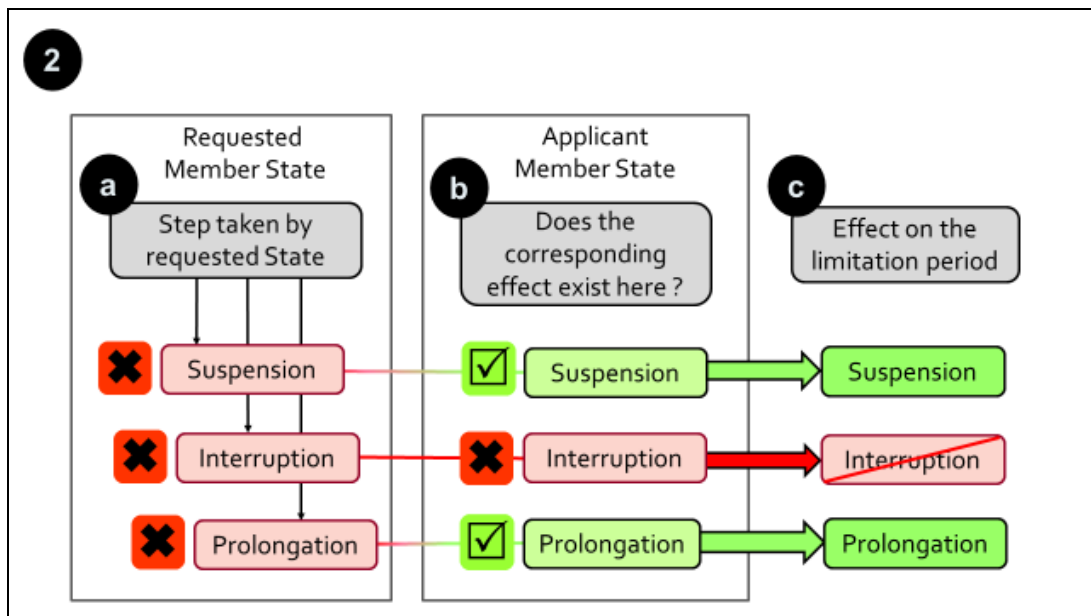 2
Requested
Member State
a
Step taken by
requested State
Applicant
Member State
b
Does the
corresponding
effect exist here ?
c
Effect on the
limitation period
Suspension
Suspension
Suspension
Interruption
Interruption
Interruption
Prolongation
Prolongation
Prolongation